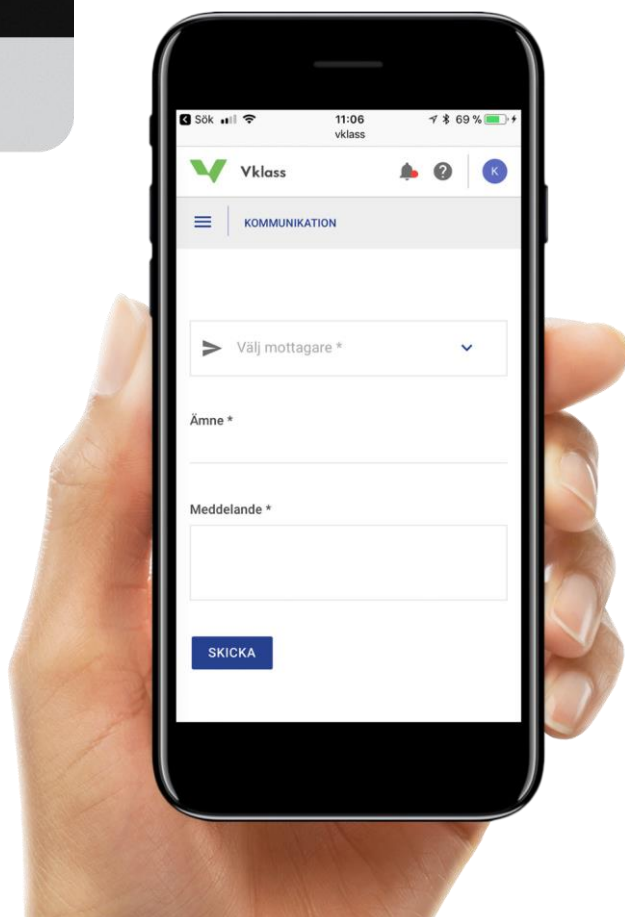 Sök 11:06 69 %
vklass
Vklass ? K
KOMMUNIKATION
Välj mottagare *
Ämne *
Meddelande *
SKICKA